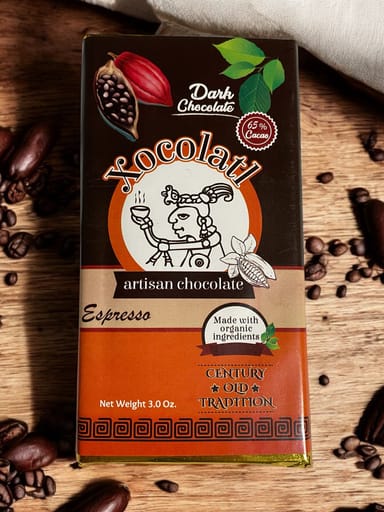 Dark
Chocolate
65%
Cacao
Xocolatl
artisan chocolate
Espresso
Made with
organic
ingredients
CENTURY
OLD
TRADITION
Net Weight 3.0 Oz.